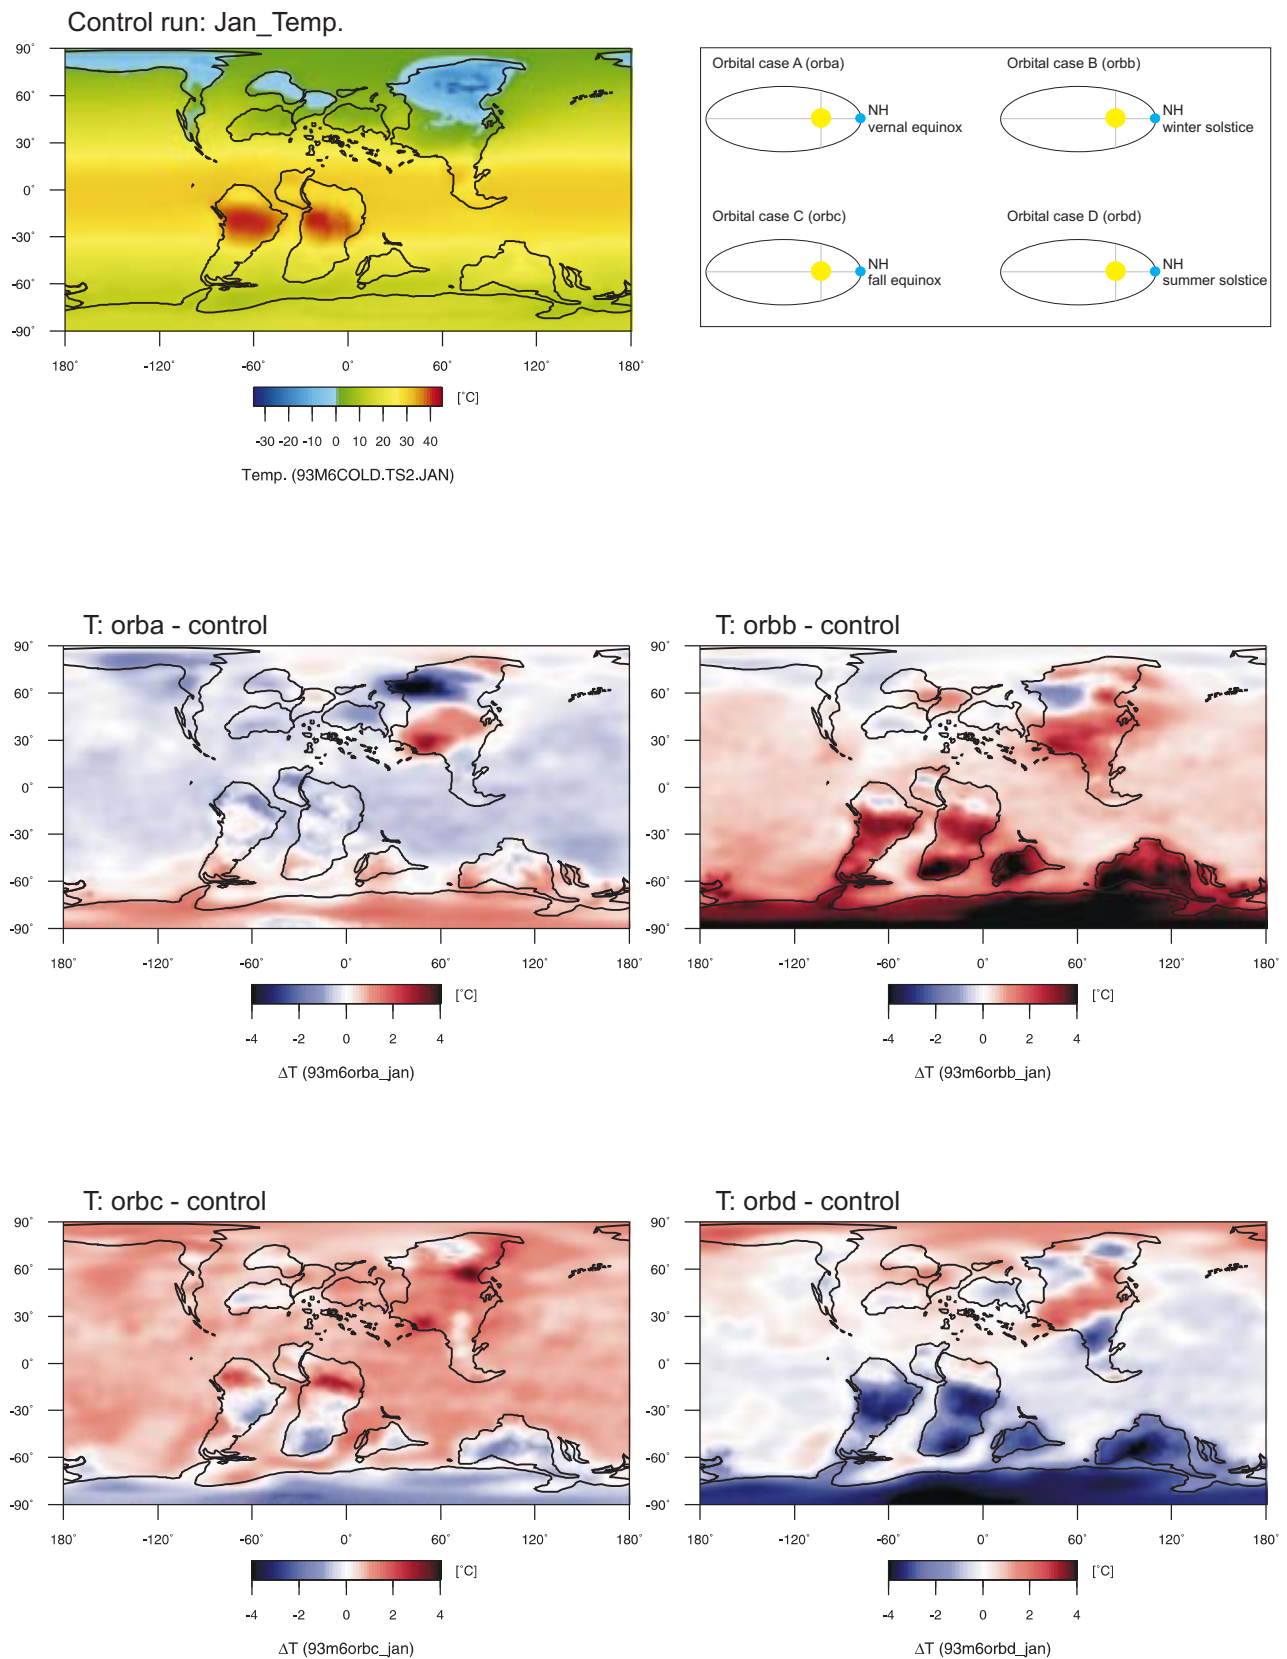 Control run: Jan_Temp.
90˚
60˚
30˚
0˚
-30˚
-60˚
-90˚
180˚ -120˚ -60˚ 0˚ 60˚ 120˚ 180˚
[˚C]
-30 -20 -10 0 10 20 30 40
Temp. (93M6COLD.TS2.JAN)
Orbital case A (orba)
NH
vernal equinox
Orbital case B (orbb)
NH
winter solstice
Orbital case C (orbc)
NH
fall equinox
Orbital case D (orbd)
NH
summer solstice
T: orba - control
90˚
60˚
30˚
0˚
-30˚
-60˚
-90˚
180˚ -120˚ -60˚ 0˚ 60˚ 120˚ 180˚
[˚C]
-4 -2 0 2 4
ΔT (93m6orba_jan)
T: orbb - control
90˚
60˚
30˚
0˚
-30˚
-60˚
-90˚
180˚ -120˚ -60˚ 0˚ 60˚ 120˚ 180˚
[˚C]
-4 -2 0 2 4
ΔT (93m6orbb_jan)
T: orbc - control
90˚
60˚
30˚
0˚
-30˚
-60˚
-90˚
180˚ -120˚ -60˚ 0˚ 60˚ 120˚ 180˚
[˚C]
-4 -2 0 2 4
ΔT (93m6orbc_jan)
T: orbd - control
90˚
60˚
30˚
0˚
-30˚
-60˚
-90˚
180˚ -120˚ -60˚ 0˚ 60˚ 120˚ 180˚
[˚C]
-4 -2 0 2 4
ΔT (93m6orbd_jan)